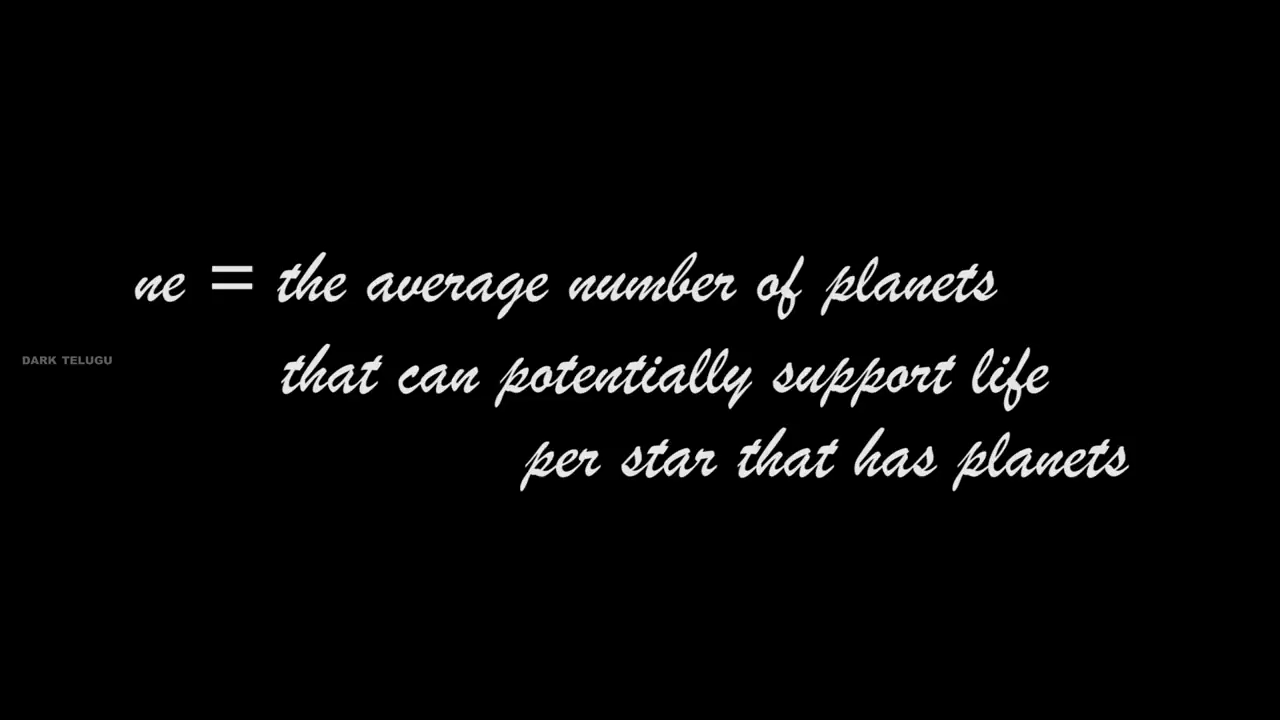 ne = the average number of planets
DARK TELUGU
that can potentially support life
per star that has planets